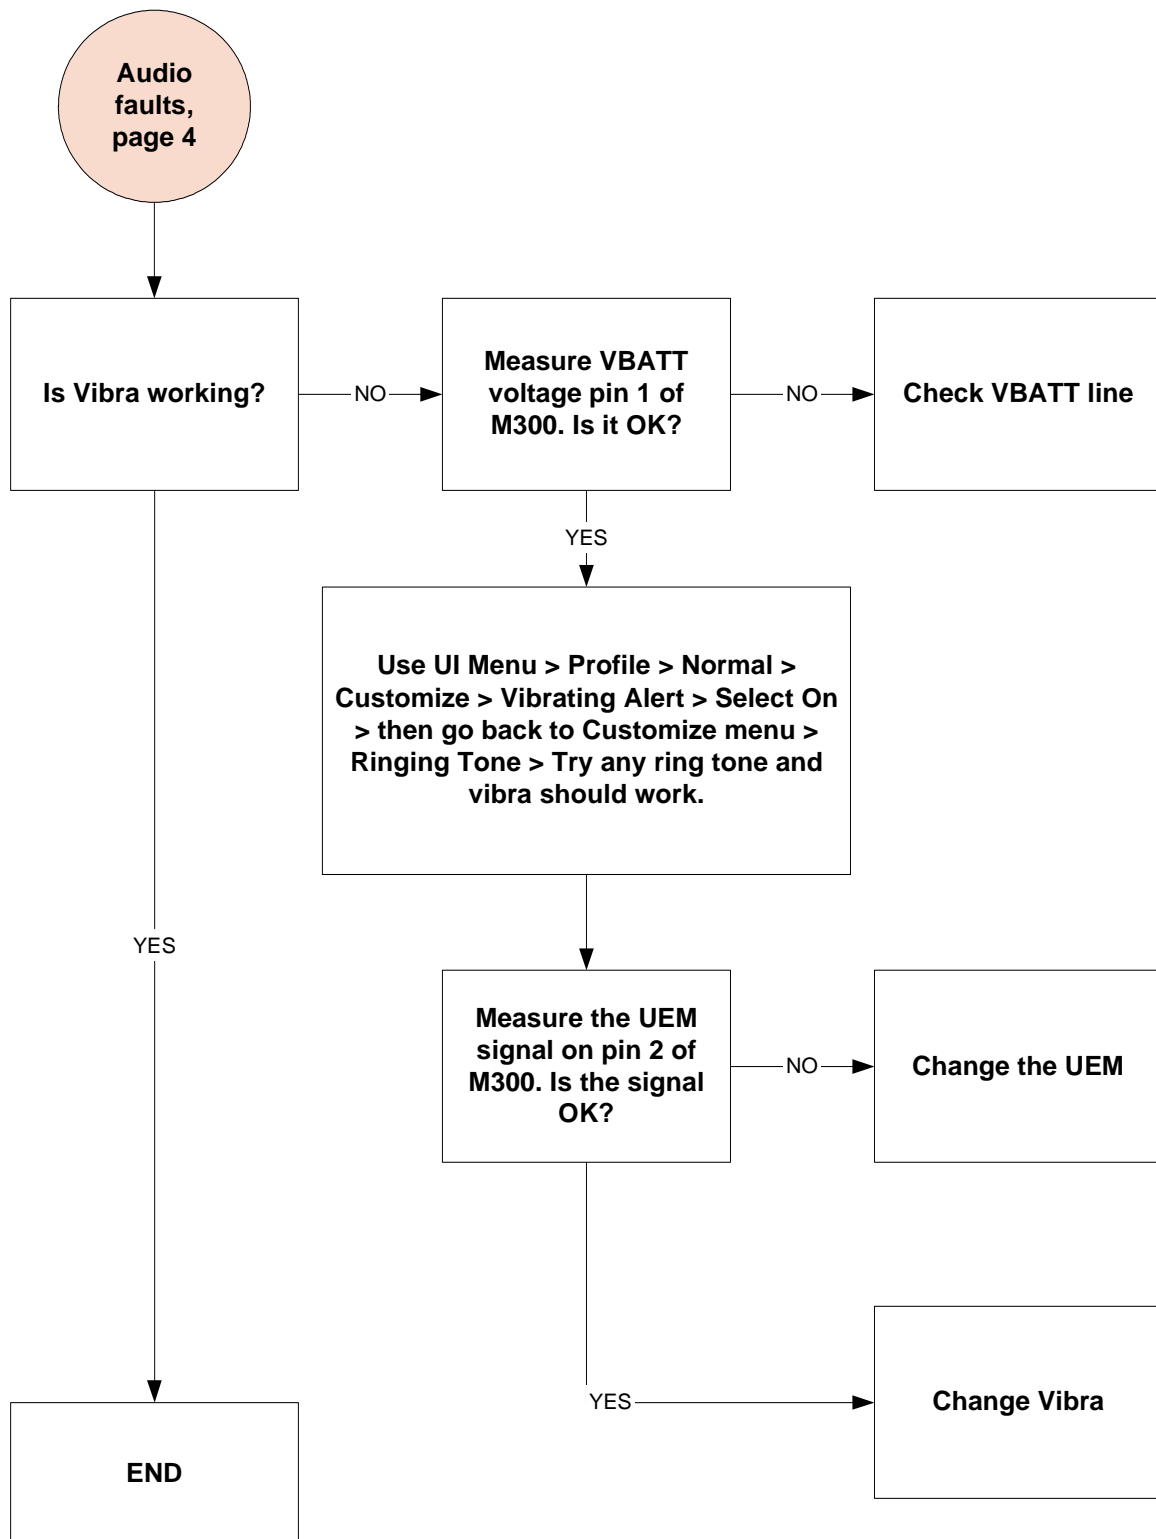 Audio
faults,
page 4
Is Vibra working?
NO
Measure VBATT
voltage pin 1 of
M300. Is it OK?
NO
Check VBATT line
YES
Use UI Menu > Profile > Normal >
Customize > Vibrating Alert > Select On
> then go back to Customize menu >
Ringing Tone > Try any ring tone and
vibra should work.
YES
Measure the UEM
signal on pin 2 of
M300. Is the signal
OK?
NO
Change the UEM
YES
Change Vibra
END